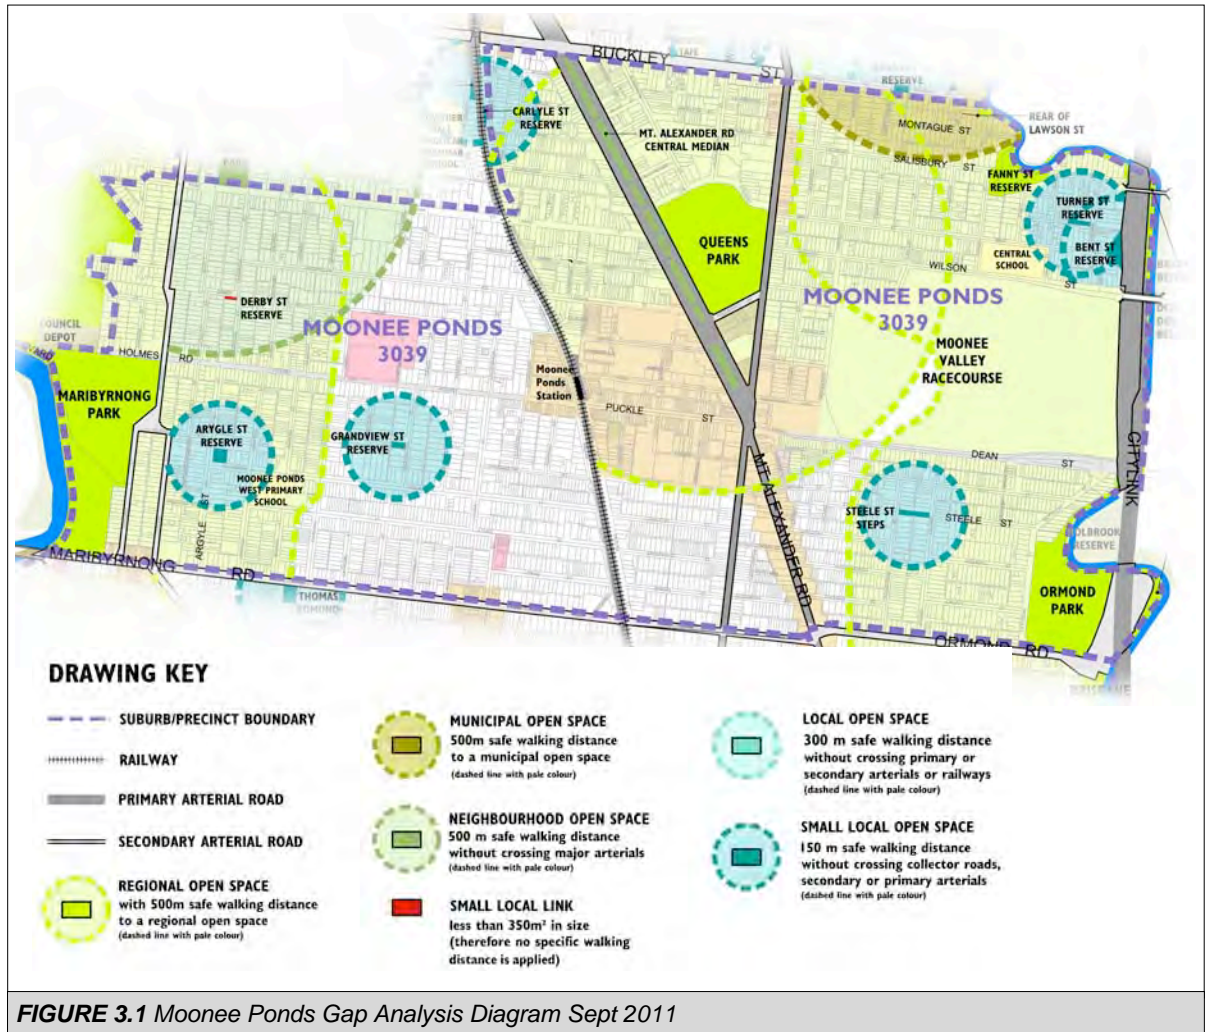 BUCKLEY
ST
RESERVE
CARLYLE ST
RESERVE
MT. ALEXANDER RD
CENTRAL MEDIAN
MONTAGUE ST
REAR OF
LAWSON ST
SALISBURY
ST
FANNY ST
RESERVE
TURNER ST
RESERVE
BENT ST
RESERVE
QUEENS
PARK
CENTRAL
SCHOOL
WILSON
ST
DERBY ST
RESERVE
MOONEE PONDS
3039
MOONEE PONDS
3039
COUNCIL
DEPOT
HOLMES
RD
MOONEE
VALLEY
RACECOURSE
Moonee
Ponds
Station
MARIBYRNONG
PARK
PUCKLE
ST
ARYGLE ST
RESERVE
GRANDVIEW ST
RESERVE
MOONEE PONDS
WEST PRIMARY
SCHOOL
DEAN
ST
CITYLINK
MT ALEXANDER RD
STEELE ST
STEPS
STEELE
ST
ARGYLE ST
HOLBROOK
RESERVE
MARIBYRNONG
RD
THOMAS
ORMOND
PARK
ORMOND
RD
BRISBANE
DRAWING KEY
SUBURB/PRECINCT BOUNDARY
RAILWAY
PRIMARY ARTERIAL ROAD
SECONDARY ARTERIAL ROAD
REGIONAL OPEN SPACE
with 500m safe walking distance
to a regional open space
(dashed line with pale colour)
MUNICIPAL OPEN SPACE
500m safe walking distance
to a municipal open space
(dashed line with pale colour)
NEIGHBOURHOOD OPEN SPACE
500 m safe walking distance
without crossing major arterials
(dashed line with pale colour)
SMALL LOCAL LINK
less than 350m² in size
(therefore no specific walking
distance is applied)
LOCAL OPEN SPACE
300 m safe walking distance
without crossing primary or
secondary arterials or railways
(dashed line with pale colour)
SMALL LOCAL OPEN SPACE
150 m safe walking distance
without crossing collector roads,
secondary or primary arterials
(dashed line with pale colour)
FIGURE 3.1 Moonee Ponds Gap Analysis Diagram Sept 2011